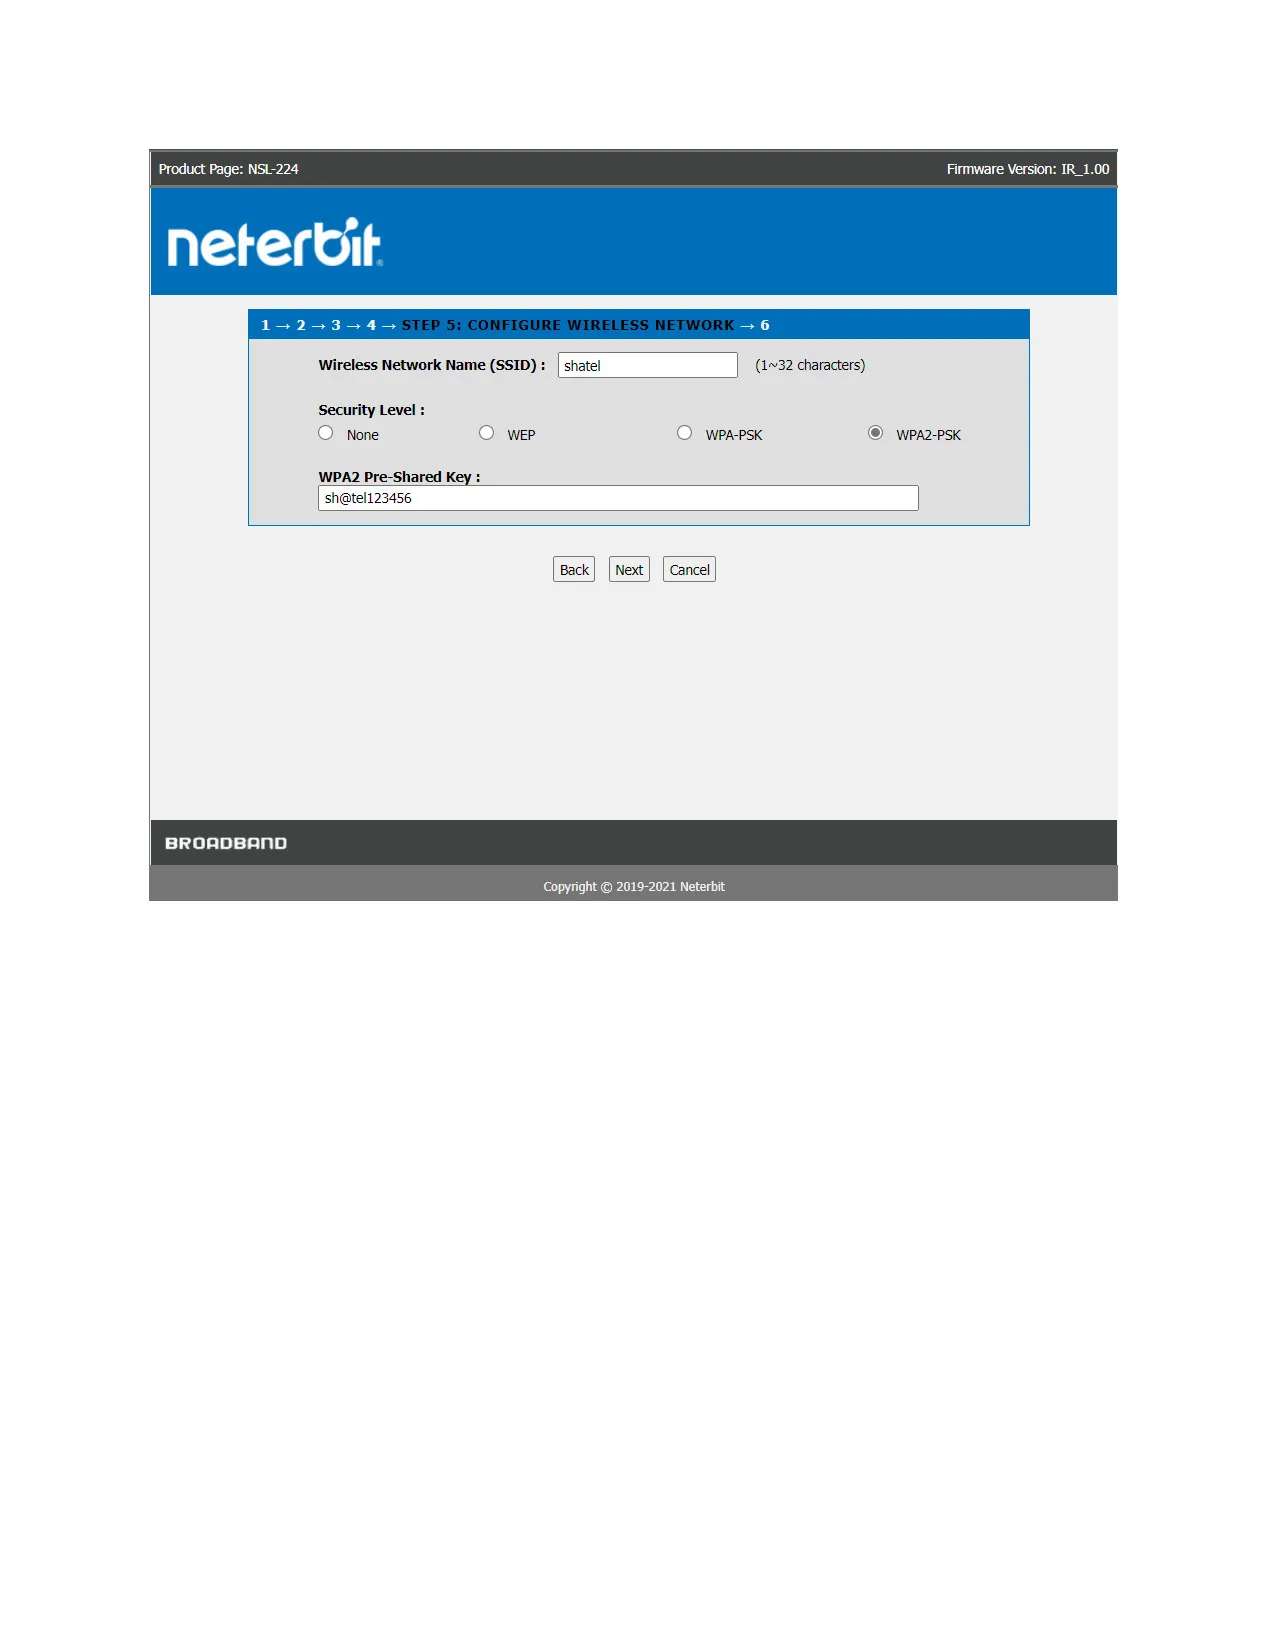 Product Page: NSL-224 Firmware Version: IR_1.00
neterbit®
1 → 2 → 3 → 4 → STEP 5: CONFIGURE WIRELESS NETWORK → 6
Wireless Network Name (SSID) : shatel (1~32 characters)
Security Level :
None WEP WPA-PSK WPA2-PSK
WPA2 Pre-Shared Key :
sh@tel123456
Back Next Cancel
BROADBAND
Copyright © 2019-2021 Neterbit